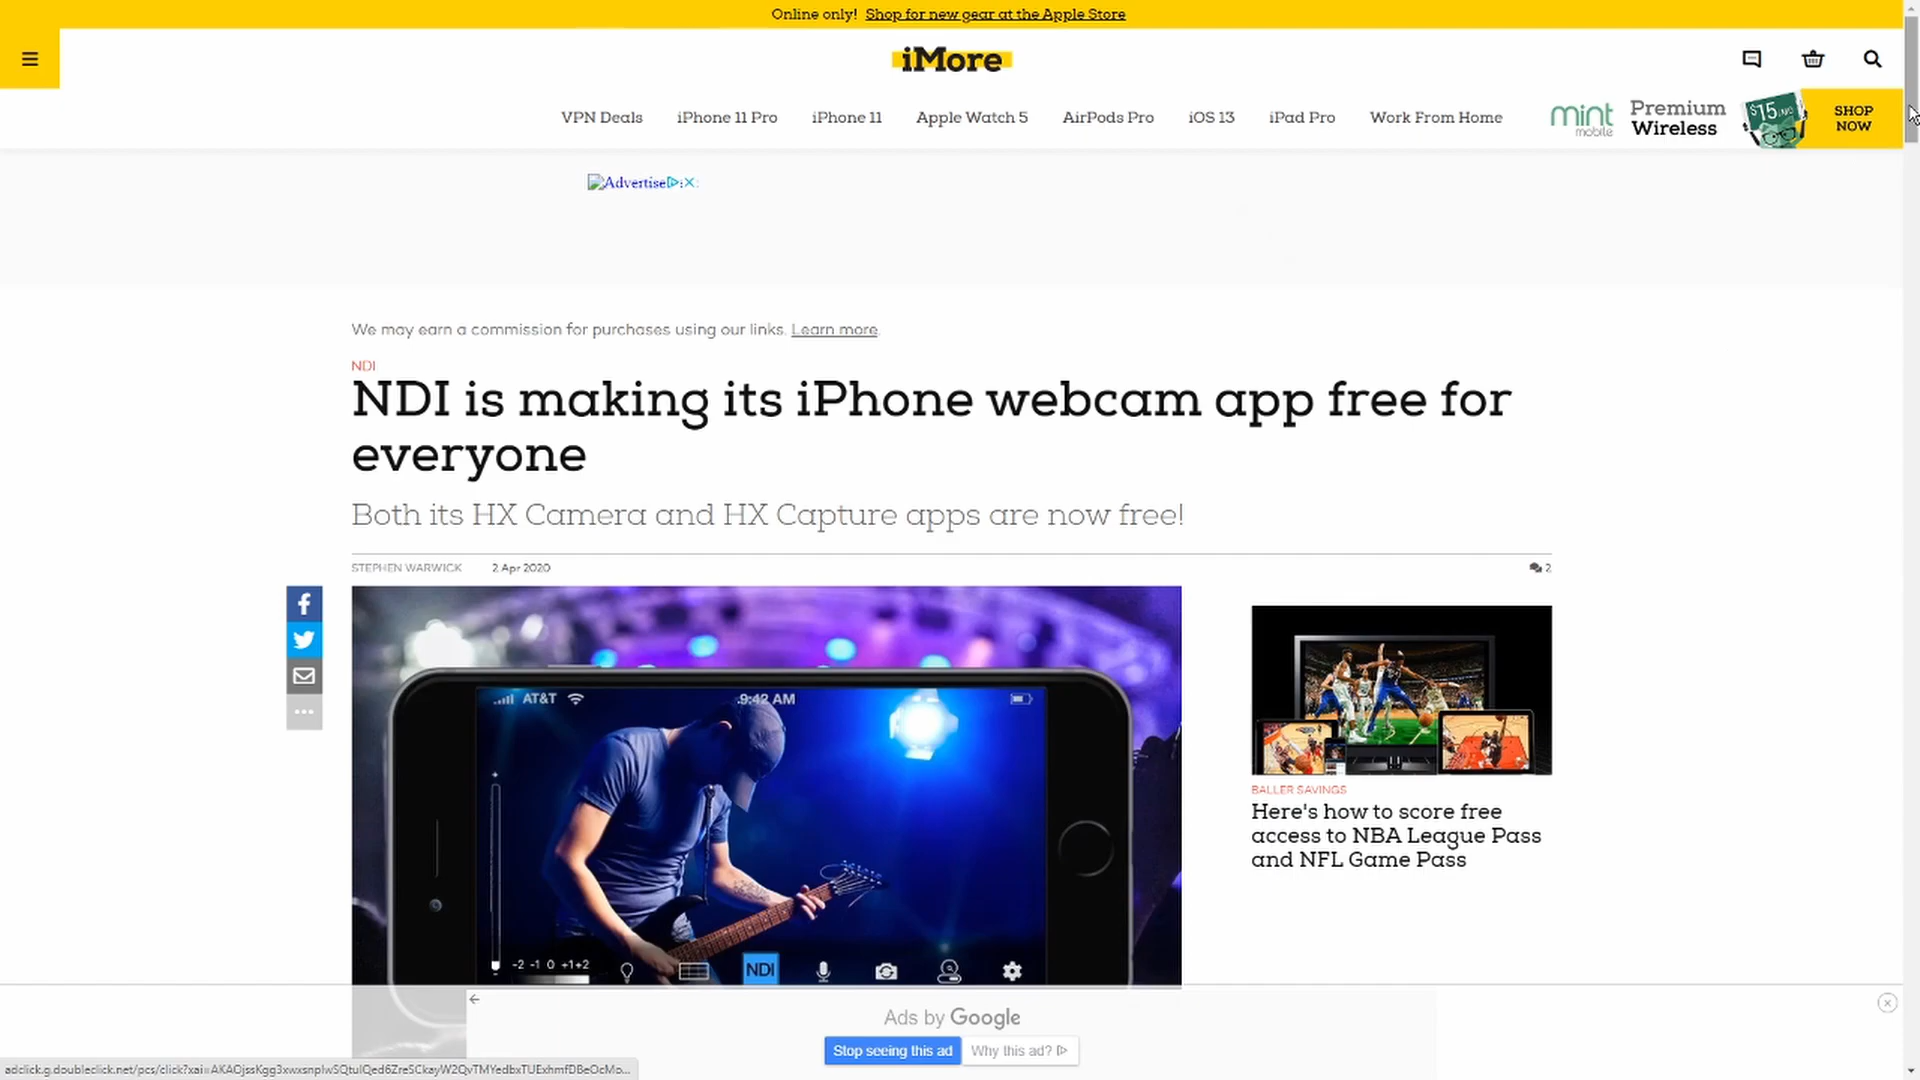 Online only! Shop for new gear at the Apple Store
iMore
VPN Deals iPhone 11 Pro iPhone 11 Apple Watch 5 AirPods Pro iOS 13 iPad Pro Work From Home
mint mobile
Premium Wireless
$15
SHOP NOW
Advertise
We may earn a commission for purchases using our links. Learn more.
NDI
NDI is making its iPhone webcam app free for
everyone
Both its HX Camera and HX Capture apps are now free!
STEPHEN WARWICK 2 Apr 2020 2
AT&T 9:42 AM
-2 -1 0 +1 +2 NDI
BALLER SAVINGS
Here's how to score free
access to NBA League Pass
and NFL Game Pass
Ads by Google
Stop seeing this ad Why this ad?